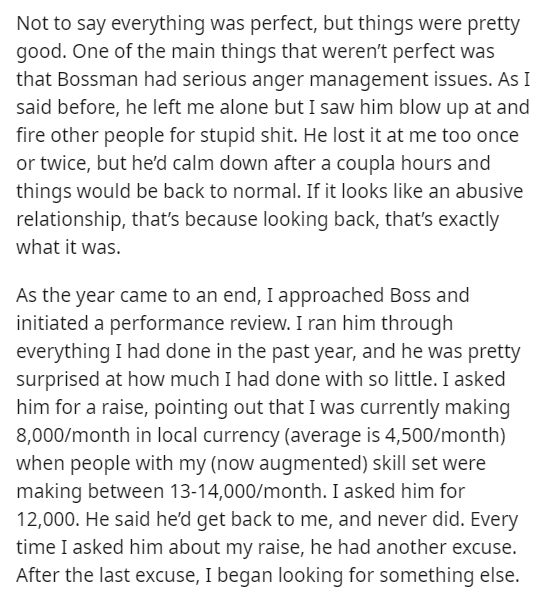 Not to say everything was perfect, but things were pretty
good. One of the main things that weren’t perfect was
that Bossman had serious anger management issues. As I
said before, he left me alone but I saw him blow up at and
fire other people for stupid shit. He lost it at me too once
or twice, but he’d calm down after a coupla hours and
things would be back to normal. If it looks like an abusive
relationship, that’s because looking back, that’s exactly
what it was.
As the year came to an end, I approached Boss and
initiated a performance review. I ran him through
everything I had done in the past year, and he was pretty
surprised at how much I had done with so little. I asked
him for a raise, pointing out that I was currently making
8,000/month in local currency (average is 4,500/month)
when people with my (now augmented) skill set were
making between 13-14,000/month. I asked him for
12,000. He said he’d get back to me, and never did. Every
time I asked him about my raise, he had another excuse.
After the last excuse, I began looking for something else.